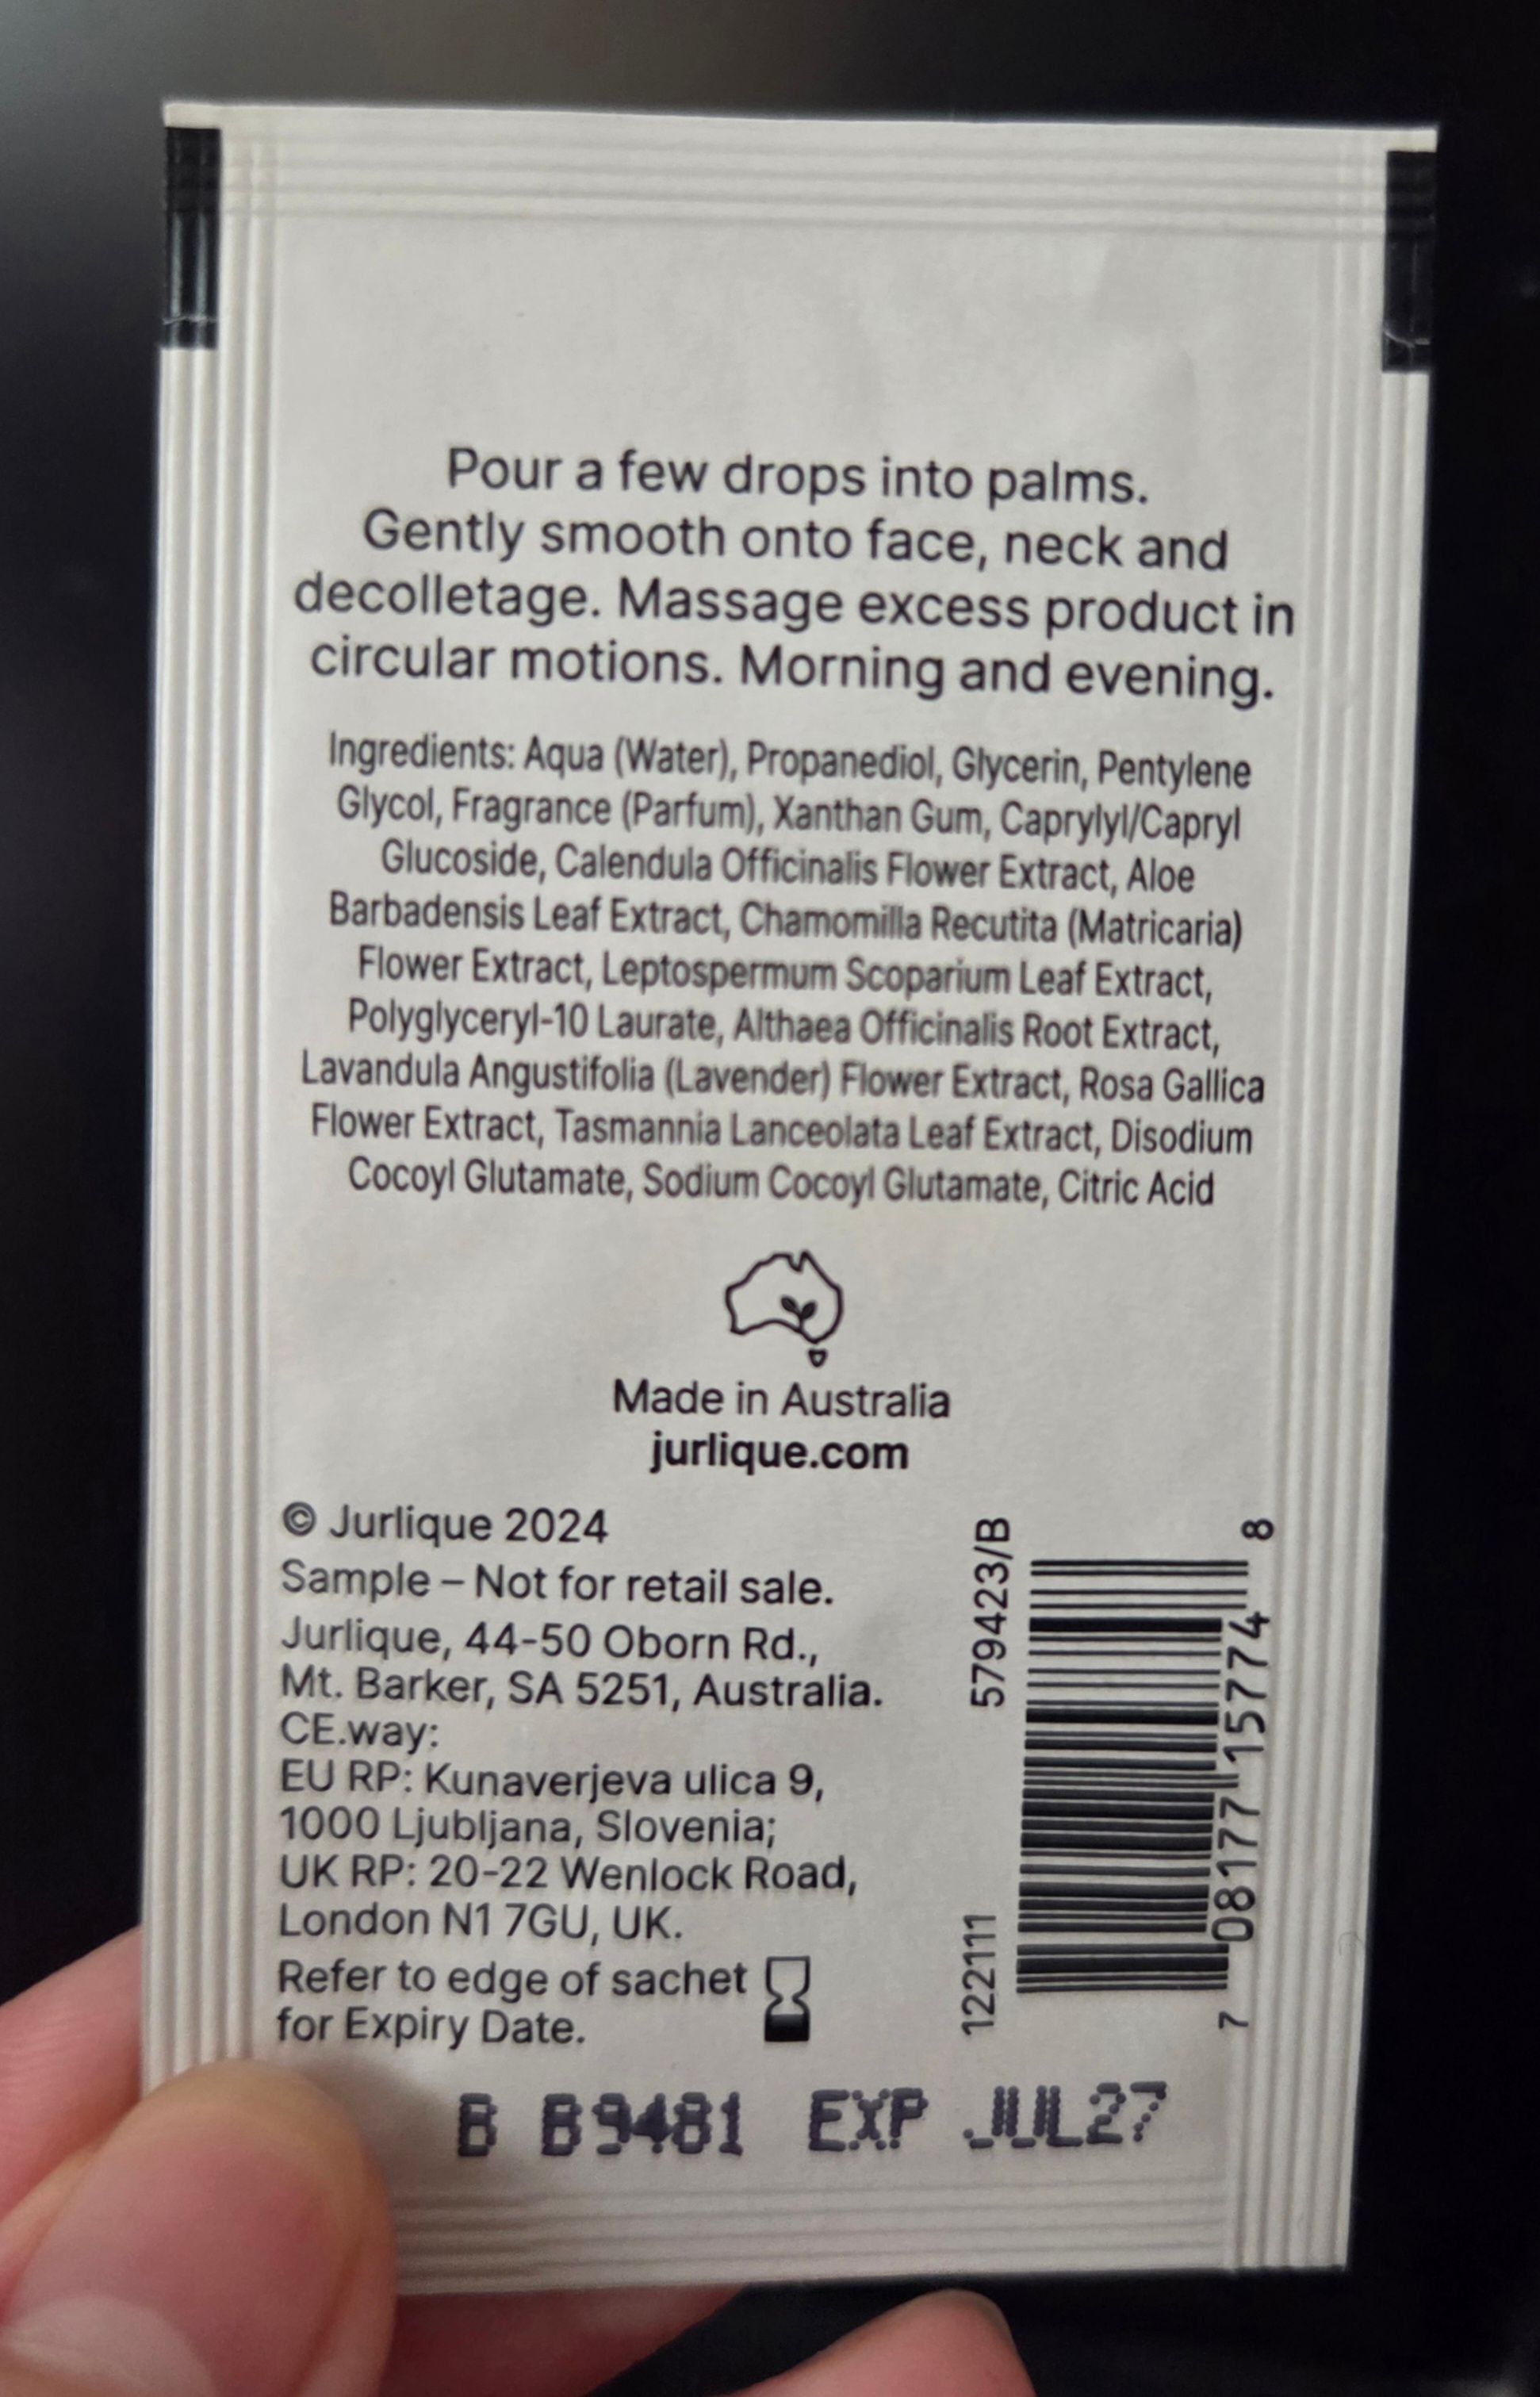 Pour a few drops into palms.
Gently smooth onto face, neck and
decolletage. Massage excess product in
circular motions. Morning and evening.
Ingredients: Aqua (Water), Propanediol, Glycerin, Pentylene
Glycol, Fragrance (Parfum), Xanthan Gum, Caprylyl/Capryl
Glucoside, Calendula Officinalis Flower Extract, Aloe
Barbadensis Leaf Extract, Chamomilla Recutita (Matricaria)
Flower Extract, Leptospermum Scoparium Leaf Extract,
Polyglyceryl-10 Laurate, Althaea Officinalis Root Extract,
Lavandula Angustifolia (Lavender) Flower Extract, Rosa Gallica
Flower Extract, Tasmannia Lanceolata Leaf Extract, Disodium
Cocoyl Glutamate, Sodium Cocoyl Glutamate, Citric Acid
Made in Australia
jurlique.com
© Jurlique 2024
Sample – Not for retail sale.
Jurlique, 44-50 Oborn Rd.,
Mt. Barker, SA 5251, Australia.
CE.way:
EU RP: Kunaverjeva ulica 9,
1000 Ljubljana, Slovenia;
UK RP: 20-22 Wenlock Road,
London N1 7GU, UK.
Refer to edge of sachet
for Expiry Date.
122111
579423/B
7 08177 15774 8
B B9481 EXP JUL27